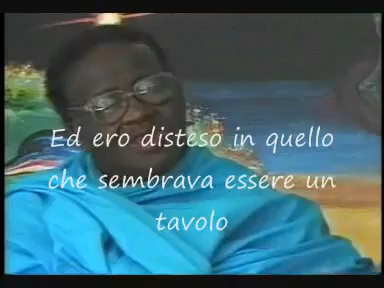 Ed ero disteso in quello
che sembrava essere un
tavolo